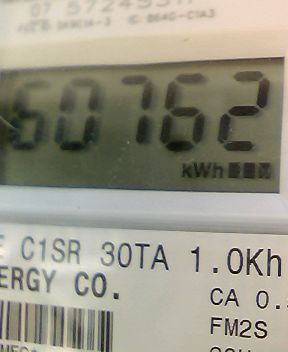 60762
kWh
E C1SR 30TA 1.0Kh
ERGY CO.
CA 0.
FM2S